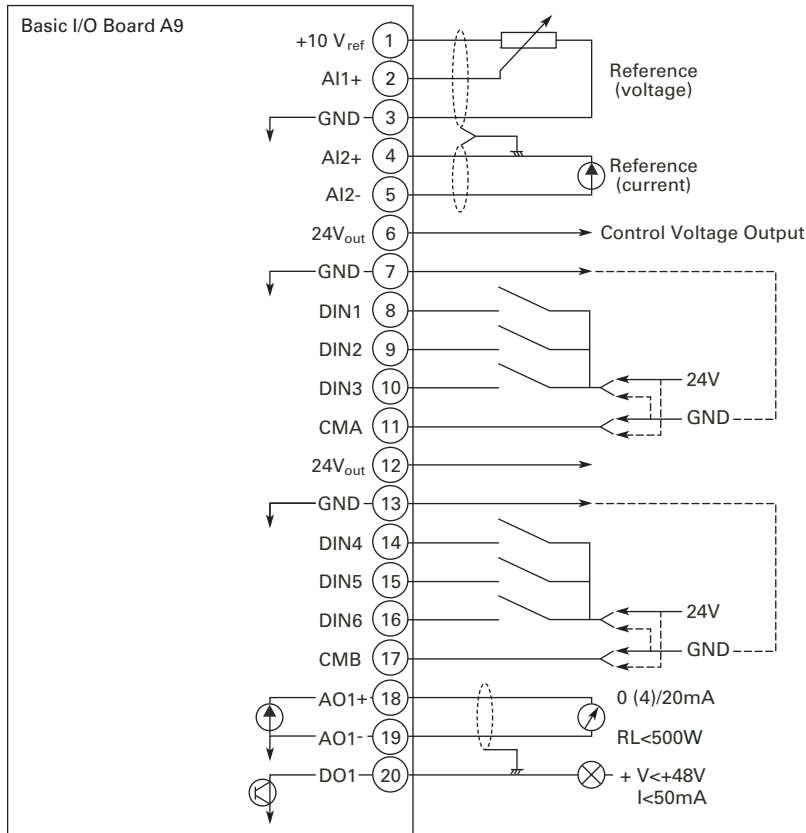 Basic I/O Board A9
+10 Vref 1
AI1+ 2
Reference
(voltage)
GND 3
AI2+ 4
Reference
(current)
AI2- 5
24Vout 6 Control Voltage Output
GND 7
DIN1 8
DIN2 9
DIN3 10
24V
CMA 11
GND
24Vout 12
GND 13
DIN4 14
DIN5 15
DIN6 16
24V
CMB 17
GND
AO1+ 18 0 (4)/20mA
AO1- 19 RL<500W
DO1 20 + V<+48V
I<50mA